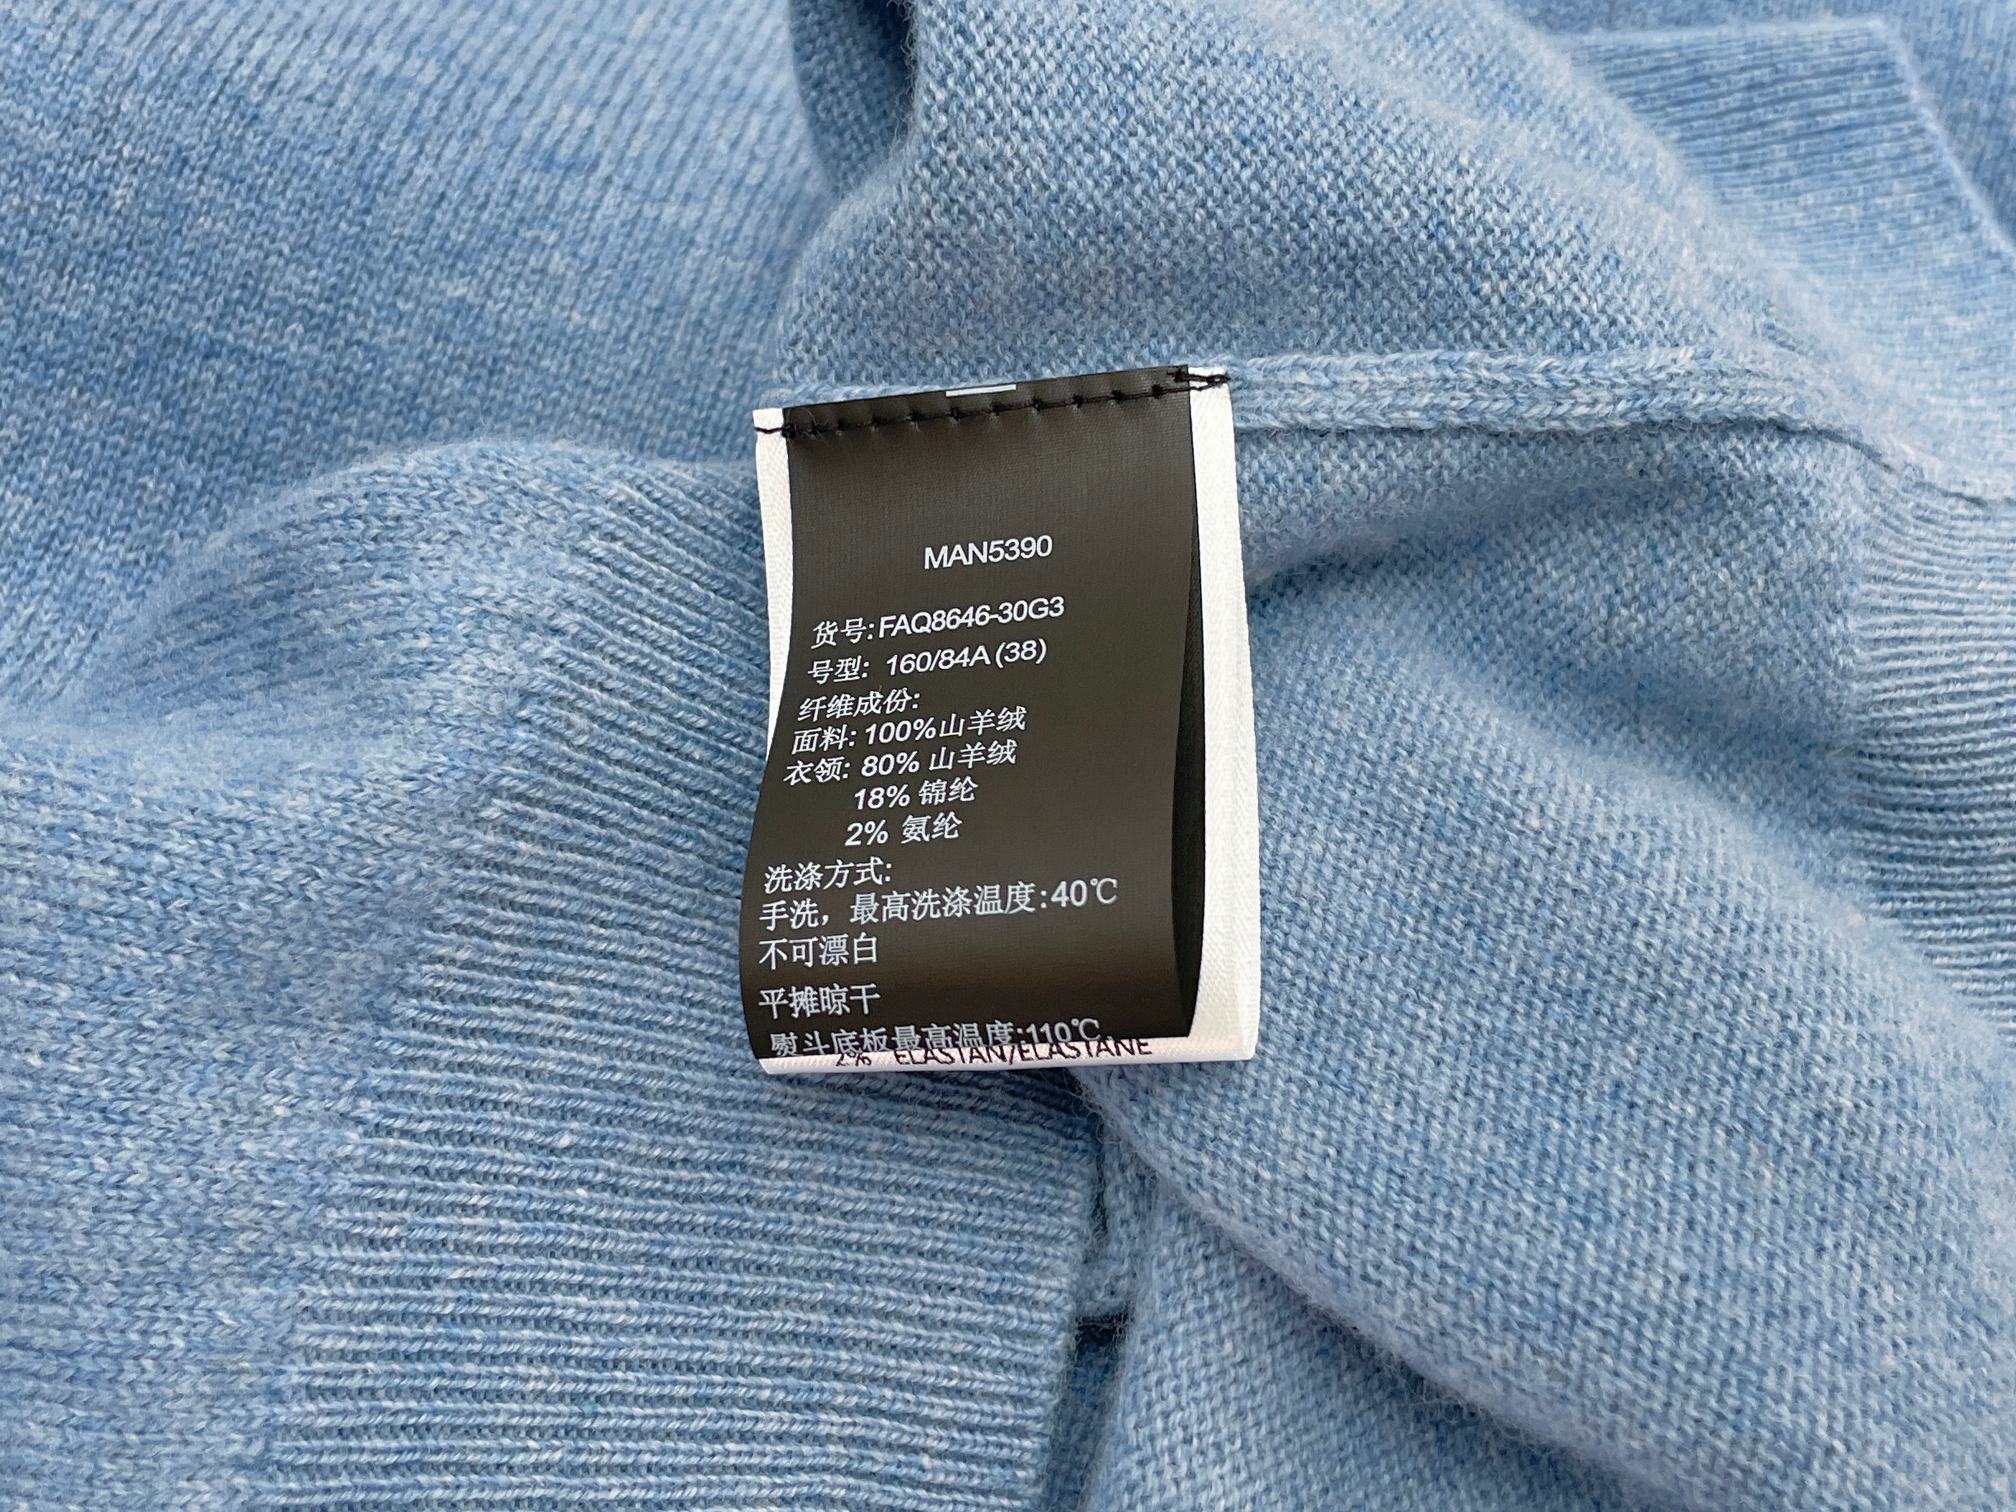 MAN5390
货号:FAQ8646-30G3
号型: 160/84A (38)
纤维成份:
面料: 100%山羊绒
衣领: 80% 山羊绒
18% 锦纶
2% 氨纶
洗涤方式:
手洗，最高洗涤温度:40℃
不可漂白
平摊晾干
熨斗底板最高温度:110℃
2% ELASTAN/ELASTANE